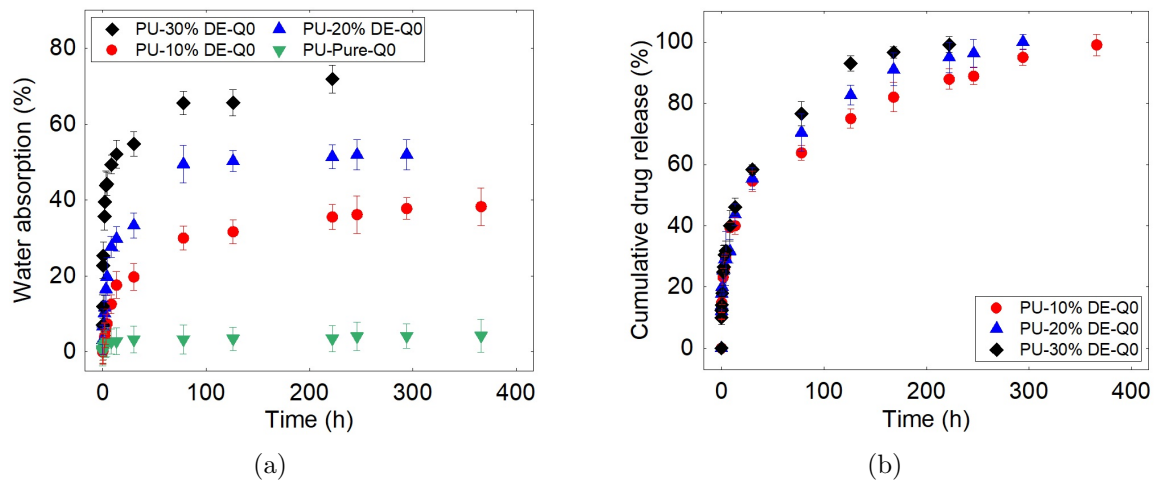 PU-30% DE-Q0
PU-20% DE-Q0
PU-10% DE-Q0
PU-Pure-Q0
Water absorption (%)
80
60
40
20
0
0 100 200 300 400
Time (h)
(a)
Cumulative drug release (%)
100
80
60
40
20
0
PU-10% DE-Q0
PU-20% DE-Q0
PU-30% DE-Q0
0 100 200 300 400
Time (h)
(b)